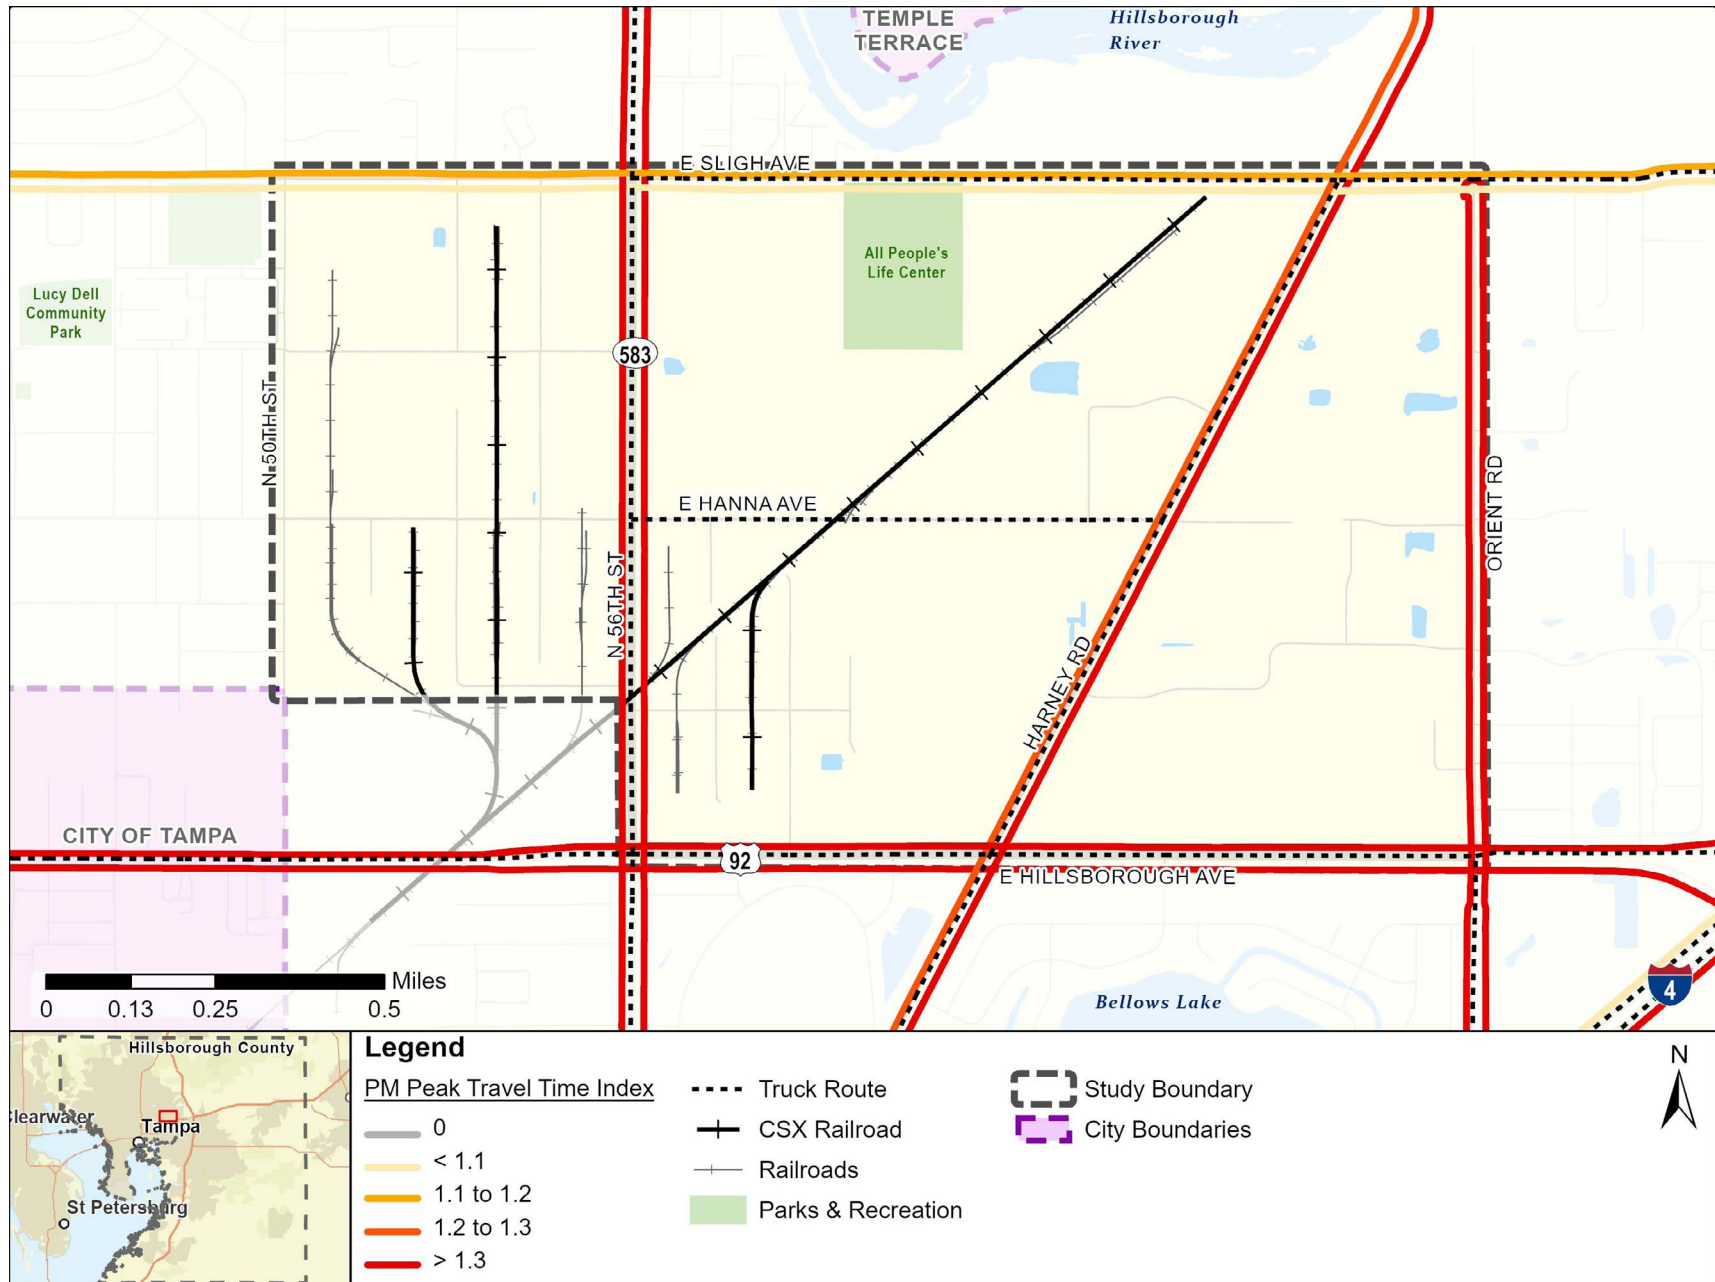 TEMPLE
TERRACE
Hillsborough
River
E SLIGH AVE
All People's
Life Center
Lucy Dell
Community
Park
583
N 50TH ST
E HANNA AVE
ORIENT RD
N 56TH ST
HARNEY RD
CITY OF TAMPA
92
E HILLSBOROUGH AVE
Miles
0 0.13 0.25 0.5
Bellows Lake
4
Hillsborough County
Clearwater
Tampa
St Petersburg
Legend
PM Peak Travel Time Index
0
< 1.1
1.1 to 1.2
1.2 to 1.3
> 1.3
Truck Route
CSX Railroad
Railroads
Parks & Recreation
Study Boundary
City Boundaries
N